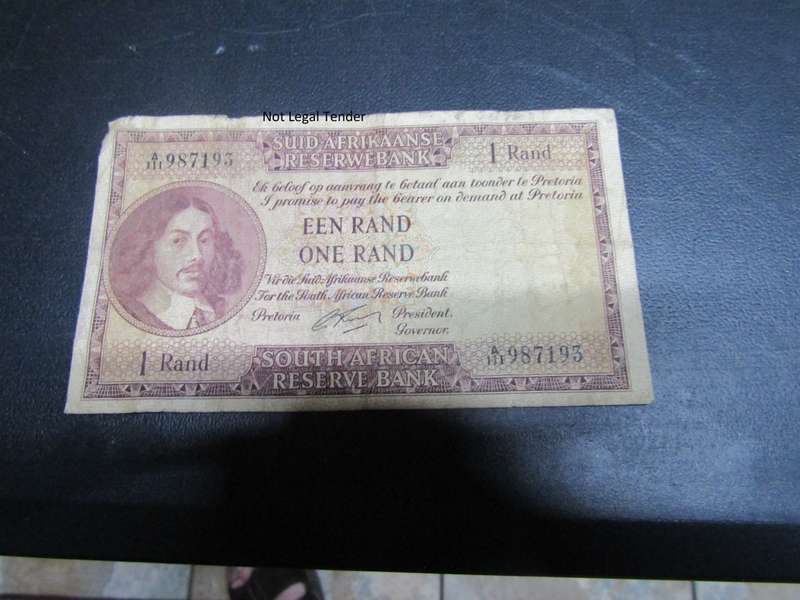 Not Legal Tender
SUID-AFRIKAANSE
RESERWEBANK
A/111 987193
1 Rand
Ek beloof op aanvraag te betaal aan toonder te Pretoria
I promise to pay the bearer on demand at Pretoria
EEN RAND
ONE RAND
Vir die Suid-Afrikaanse Reserwebank
For the South African Reserve Bank
Pretoria
President.
Governor.
1 Rand
SOUTH AFRICAN
RESERVE BANK
A/111 987193